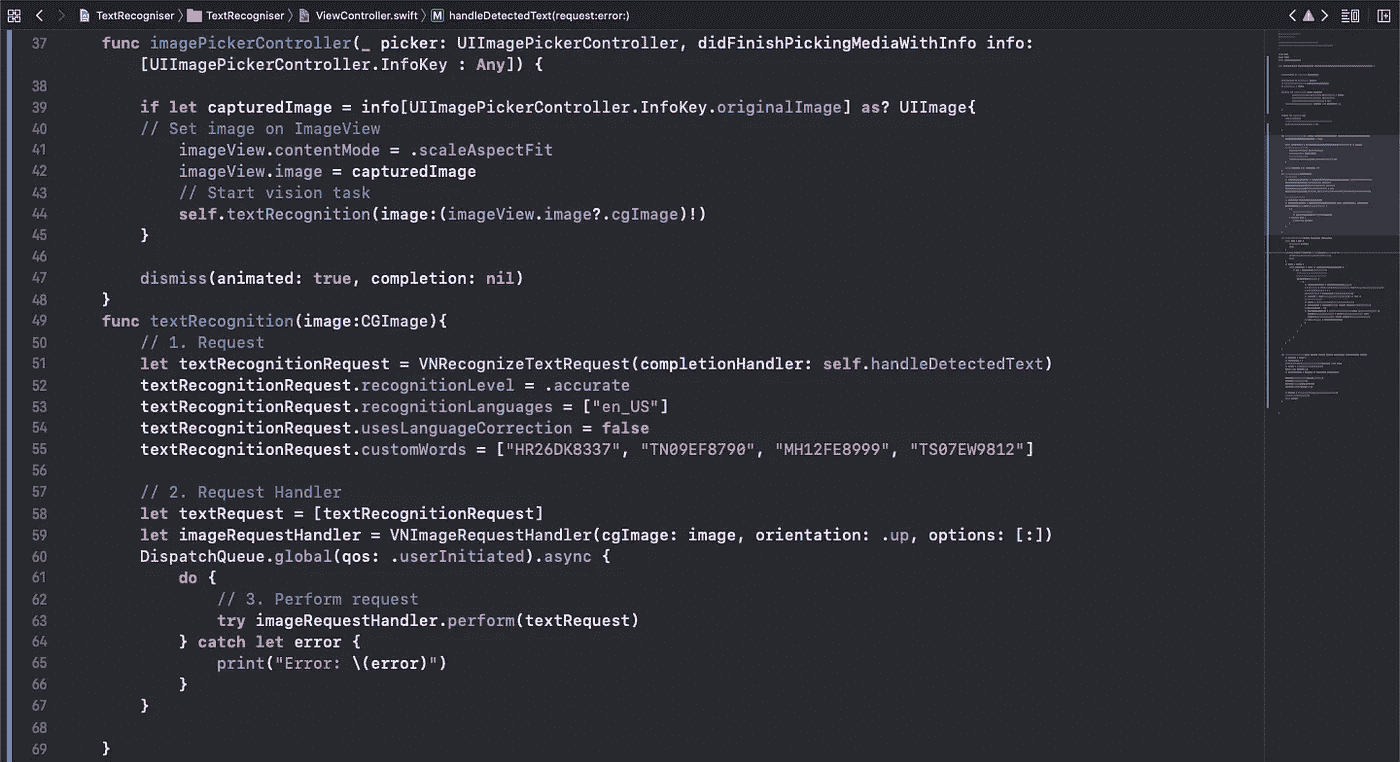 TextRecogniser TextRecogniser ViewController.swift M handleDetectedText(request:error:)
37 func imagePickerController(_ picker: UIImagePickerController, didFinishPickingMediaWithInfo info:
[UIImagePickerController.InfoKey : Any]) {
38
39 if let capturedImage = info[UIImagePickerController.InfoKey.originalImage] as? UIImage{
40 // Set image on ImageView
41 imageView.contentMode = .scaleAspectFit
42 imageView.image = capturedImage
43 // Start vision task
44 self.textRecognition(image:(imageView.image?.cgImage)!)
45 }
46
47 dismiss(animated: true, completion: nil)
48 }
49 func textRecognition(image:CGImage){
50 // 1. Request
51 let textRecognitionRequest = VNRecognizeTextRequest(completionHandler: self.handleDetectedText)
52 textRecognitionRequest.recognitionLevel = .accurate
53 textRecognitionRequest.recognitionLanguages = ["en_US"]
54 textRecognitionRequest.usesLanguageCorrection = false
55 textRecognitionRequest.customWords = ["HR26DK8337", "TN09EF8790", "MH12FE8999", "TS07EW9812"]
56
57 // 2. Request Handler
58 let textRequest = [textRecognitionRequest]
59 let imageRequestHandler = VNImageRequestHandler(cgImage: image, orientation: .up, options: [:])
60 DispatchQueue.global(qos: .userInitiated).async {
61 do {
62 // 3. Perform request
63 try imageRequestHandler.perform(textRequest)
64 } catch let error {
65 print("Error: \(error)")
66 }
67 }
68
69 }